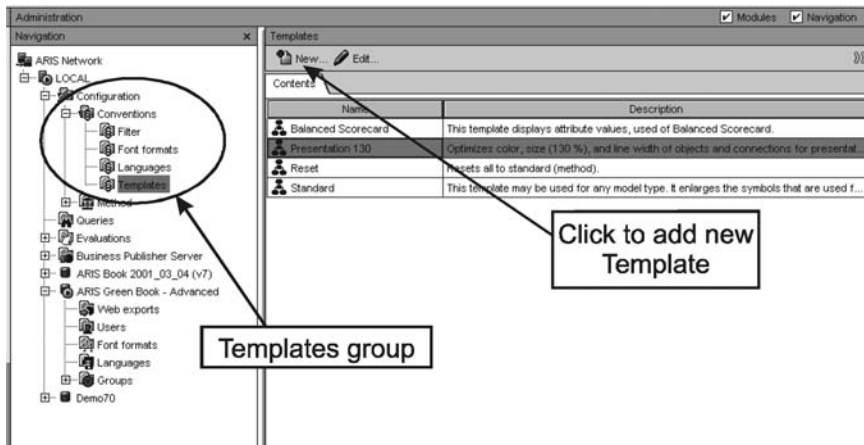 Administration
Modules
Navigation
Navigation
x
ARIS Network
LOCAL
Configuration
Conventions
Filter
Font formats
Languages
Templates
Method
Queries
Evaluations
Business Publisher Server
ARIS Book 2001_03_04 (v7)
ARIS Green Book - Advanced
Web exports
Users
Font formats
Languages
Groups
Demo70
Templates
New... Edit...
Contents
Name Description
Balanced Scorecard This template displays attribute values, used of Balanced Scorecard.
Presentation 130 Optimizes color, size (130 %), and line width of objects and connections for presentat...
Reset Resets all to standard (method).
Standard This template may be used for any model type. It enlarges the symbols that are used f...
Click to add new
Template
Templates group